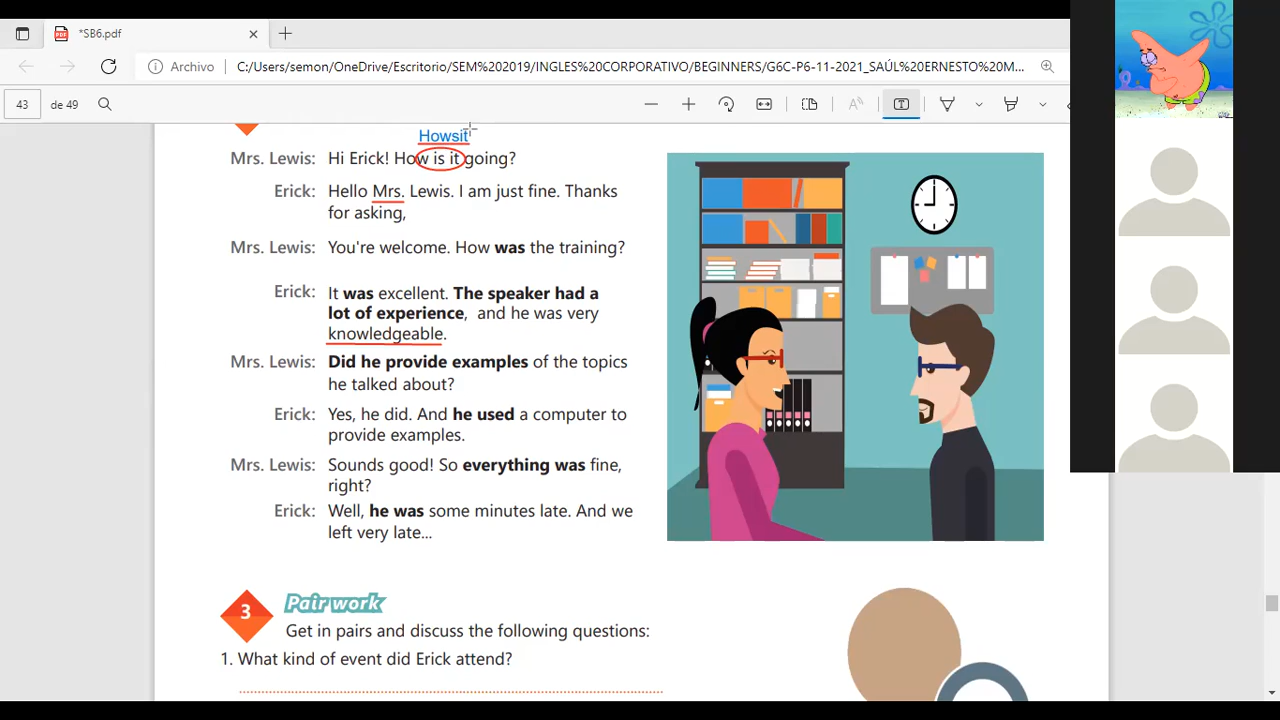 *SB6.pdf
Archivo
C:/Users/semon/OneDrive/Escritorio/SEM%202019/INGLES%20CORPORATIVO/BEGINNERS/G6C-P6-11-2021_SAÚL%20ERNESTO%20M...
43 de 49
Howsit
Mrs. Lewis: Hi Erick! How is it going?
Erick: Hello Mrs. Lewis. I am just fine. Thanks
for asking,
Mrs. Lewis: You're welcome. How was the training?
Erick: It was excellent. The speaker had a
lot of experience, and he was very
knowledgeable.
Mrs. Lewis: Did he provide examples of the topics
he talked about?
Erick: Yes, he did. And he used a computer to
provide examples.
Mrs. Lewis: Sounds good! So everything was fine,
right?
Erick: Well, he was some minutes late. And we
left very late...
3 Pair work
Get in pairs and discuss the following questions:
1. What kind of event did Erick attend?